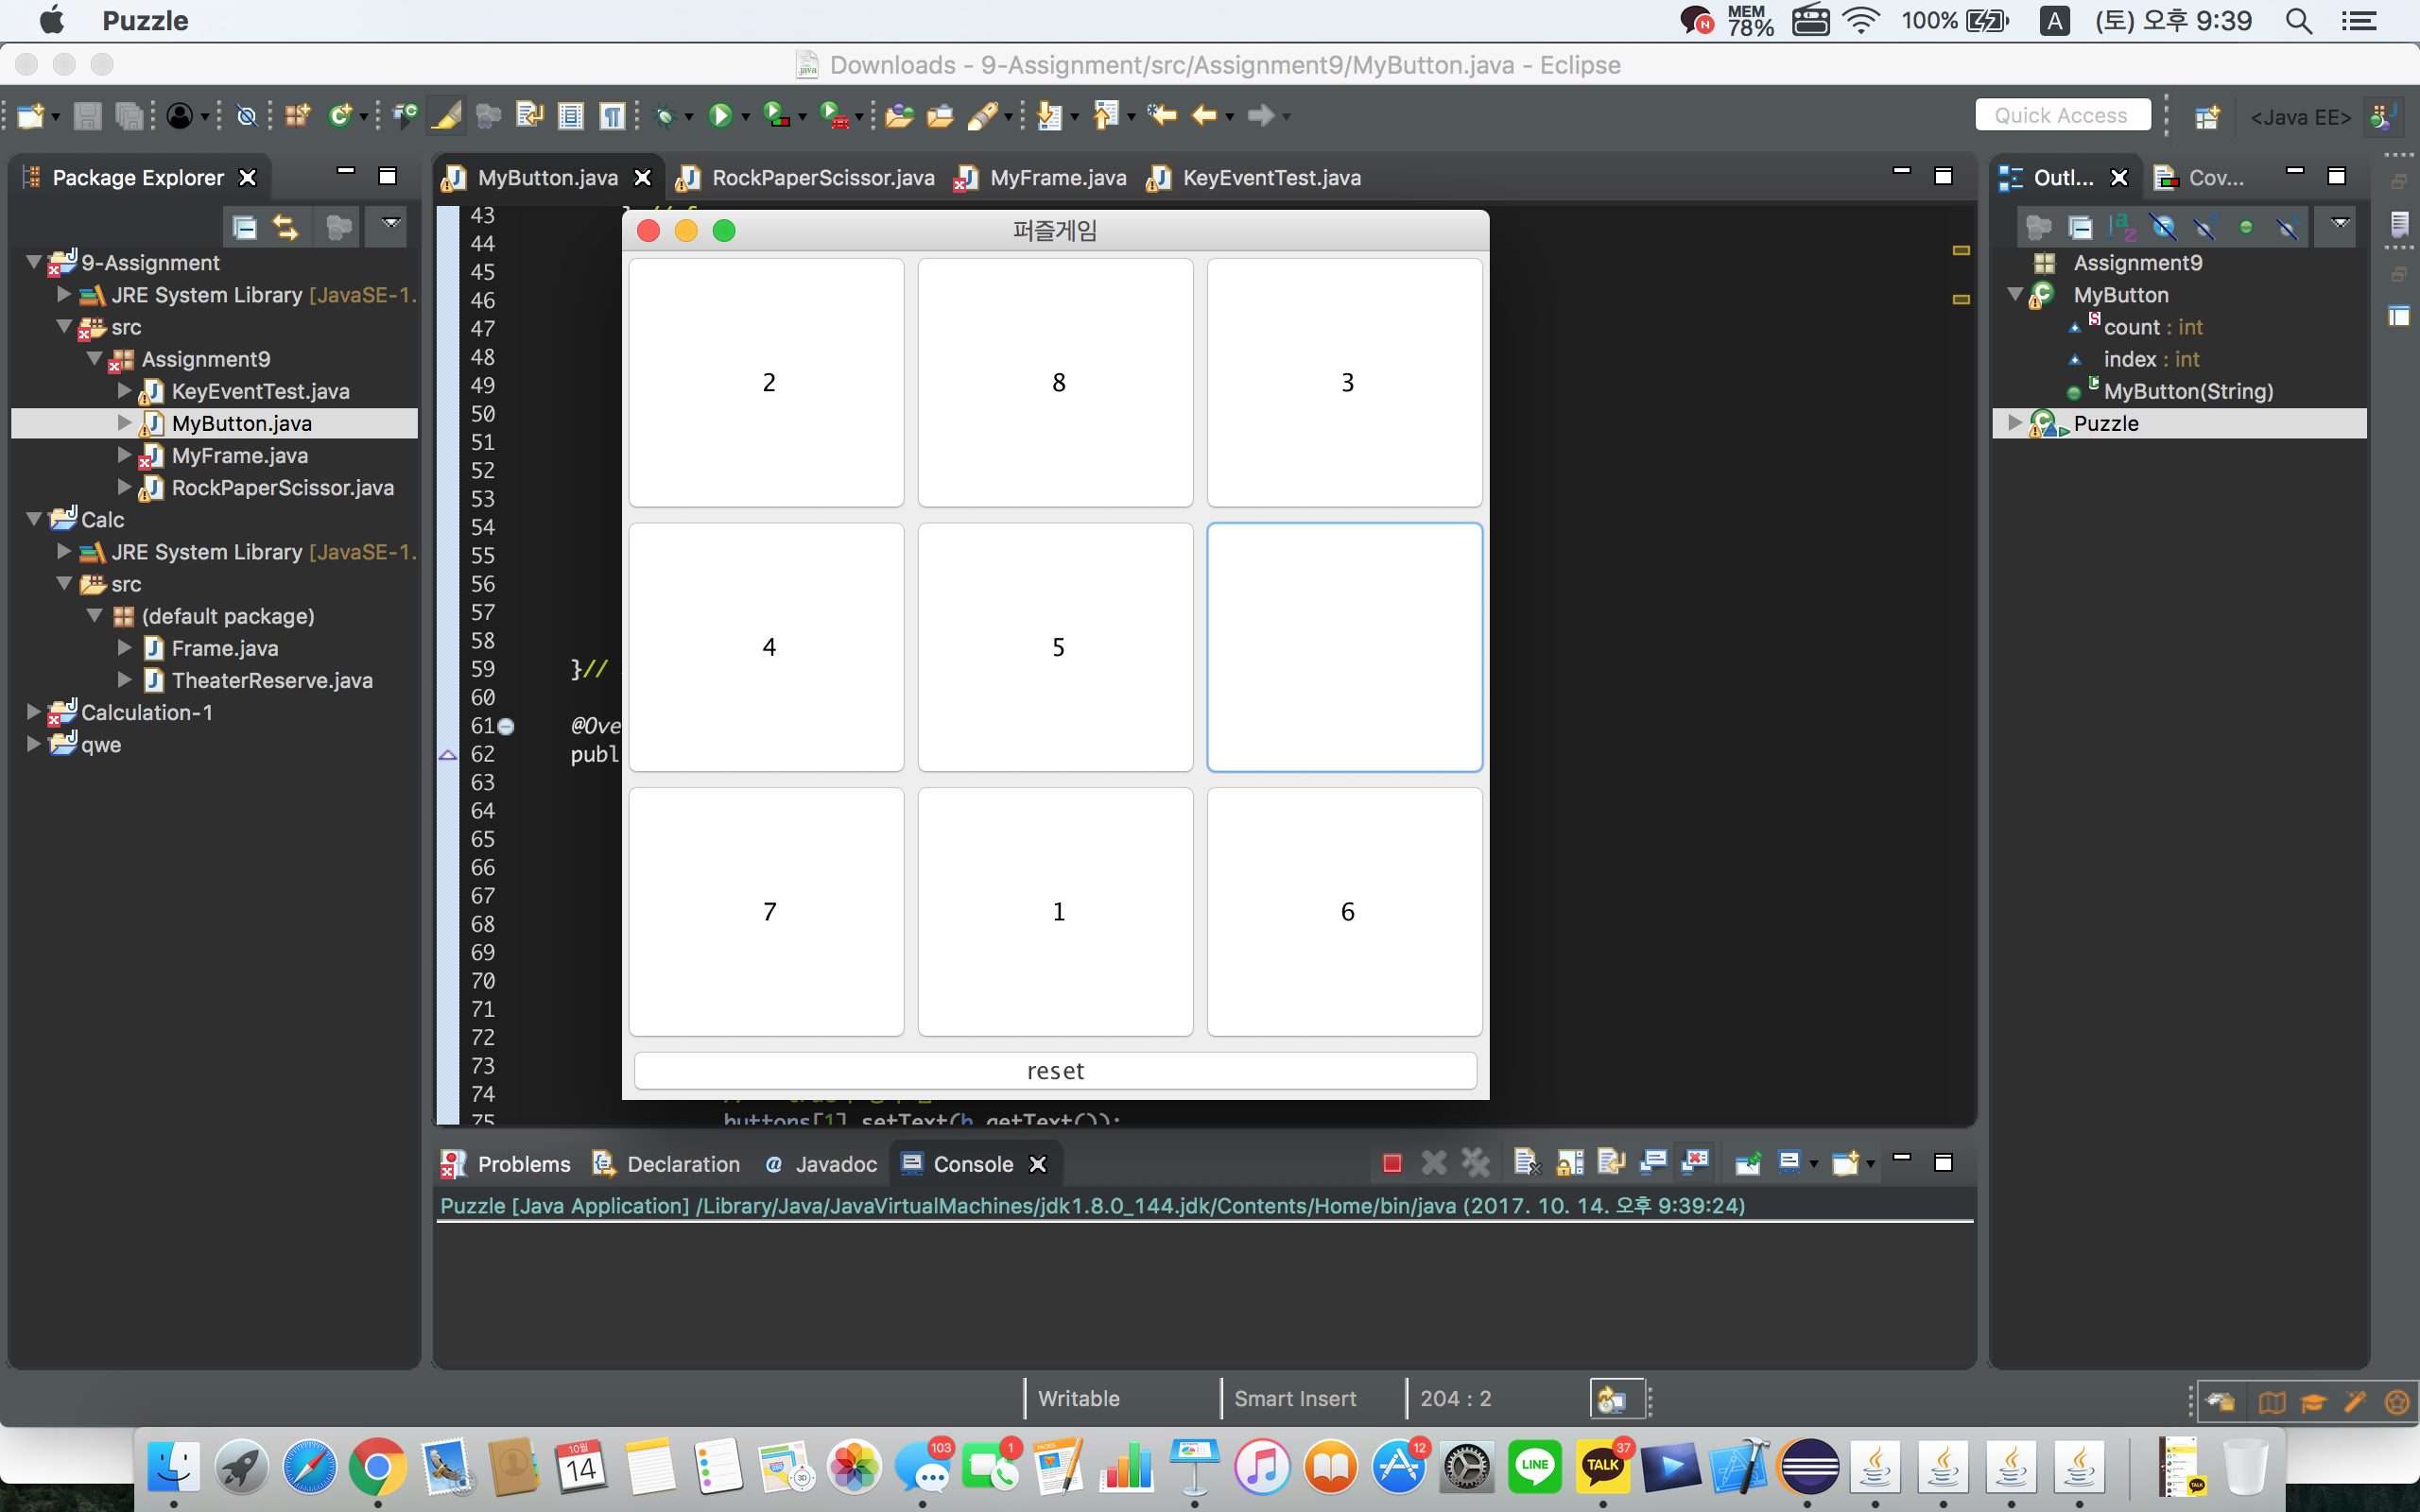 Puzzle
MEM
78%
100%
A
(토) 오후 9:39
Downloads - 9-Assignment/src/Assignment9/MyButton.java - Eclipse
Quick Access
<Java EE>
Package Explorer
MyButton.java
RockPaperScissor.java
MyFrame.java
KeyEventTest.java
Outl...
Cov...
9-Assignment
JRE System Library [JavaSE-1.
src
Assignment9
KeyEventTest.java
MyButton.java
MyFrame.java
RockPaperScissor.java
Calc
JRE System Library [JavaSE-1.
src
(default package)
Frame.java
TheaterReserve.java
Calculation-1
qwe
43
44
45
46
47
48
49
50
51
52
53
54
55
56
57
58
59 }//
60
61 @Ove
62 publ
63
64
65
66
67
68
69
70
71
72
73
74
75 buttons[1].setText(b.getText());
퍼즐게임
2 8 3
4 5
7 1 6
reset
Assignment9
MyButton
count : int
index : int
MyButton(String)
Puzzle
Problems
Declaration
@ Javadoc
Console
Puzzle [Java Application] /Library/Java/JavaVirtualMachines/jdk1.8.0_144.jdk/Contents/Home/bin/java (2017. 10. 14. 오후 9:39:24)
Writable
Smart Insert
204 : 2
10월
14
3D
103
1
PAGES
12
LINE
TALK
37
TALK